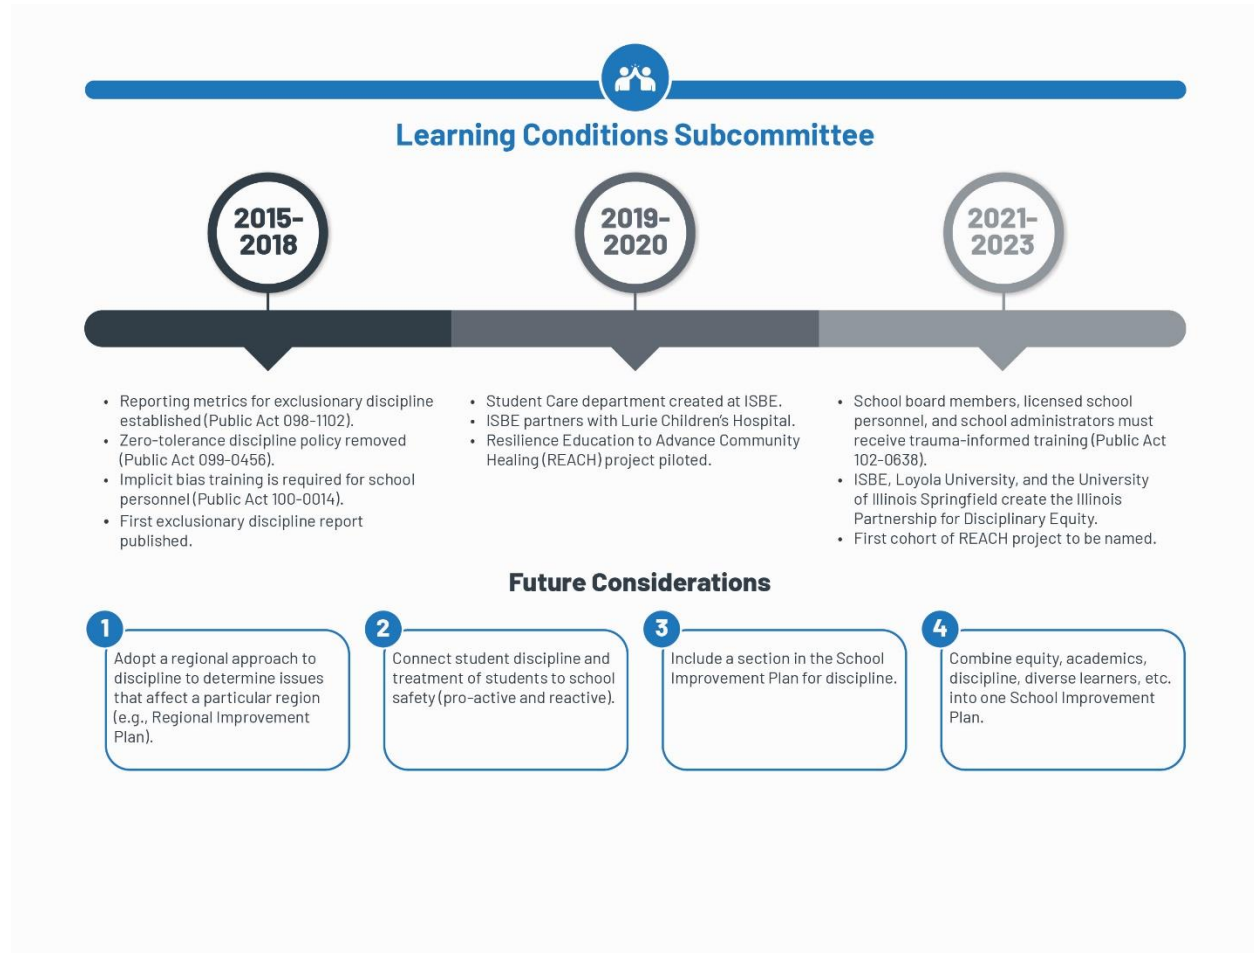 Learning Conditions Subcommittee
2015-
2018
2019-
2020
2021-
2023
• Reporting metrics for exclusionary discipline
established (Public Act 098-1102).
• Zero-tolerance discipline policy removed
(Public Act 099-0456).
• Implicit bias training is required for school
personnel (Public Act 100-0014).
• First exclusionary discipline report
published.
• Student Care department created at ISBE.
• ISBE partners with Lurie Children's Hospital.
• Resilience Education to Advance Community
Healing (REACH) project piloted.
• School board members, licensed school
personnel, and school administrators must
receive trauma-informed training (Public Act
102-0638).
• ISBE, Loyola University, and the University
of Illinois Springfield create the Illinois
Partnership for Disciplinary Equity.
• First cohort of REACH project to be named.
Future Considerations
1
Adopt a regional approach to
discipline to determine issues
that affect a particular region
(e.g., Regional Improvement
Plan).
2
Connect student discipline and
treatment of students to school
safety (pro-active and reactive).
3
Include a section in the School
Improvement Plan for discipline.
4
Combine equity, academics,
discipline, diverse learners, etc.
into one School Improvement
Plan.